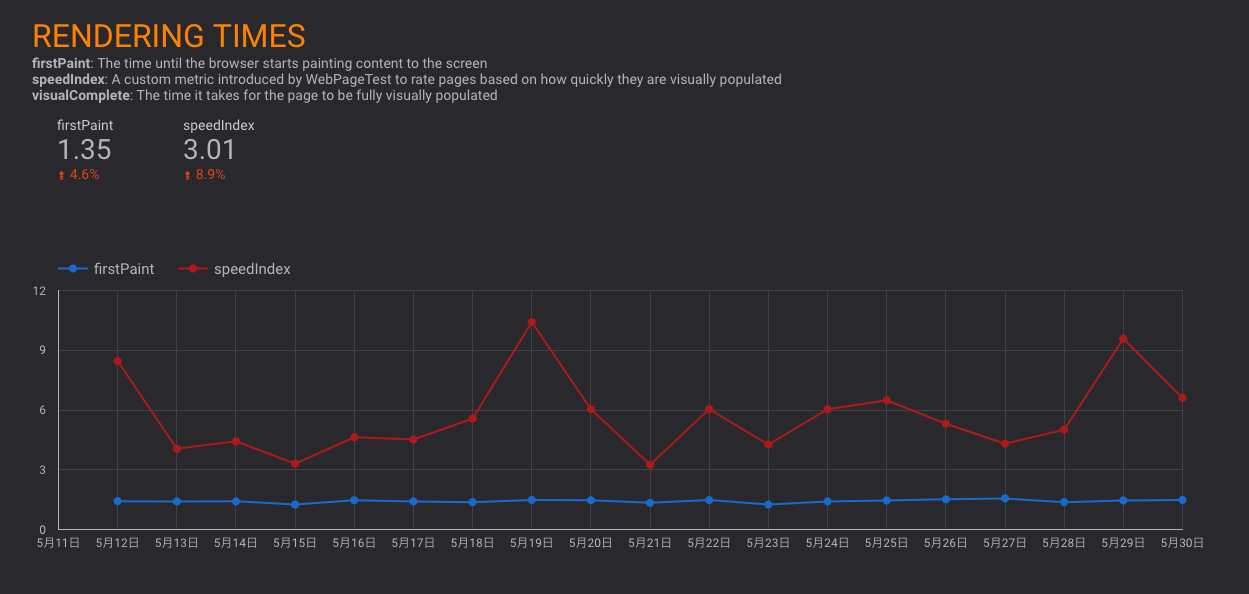 RENDERING TIMES
firstPaint: The time until the browser starts painting content to the screen
speedIndex: A custom metric introduced by WebPageTest to rate pages based on how quickly they are visually populated
visualComplete: The time it takes for the page to be fully visually populated
firstPaint speedIndex
1.35 3.01
4.6% 8.9%
firstPaint speedIndex
12
9
6
3
0
5月11日 5月12日 5月13日 5月14日 5月15日 5月16日 5月17日 5月18日 5月19日 5月20日 5月21日 5月22日 5月23日 5月24日 5月25日 5月26日 5月27日 5月28日 5月29日 5月30日